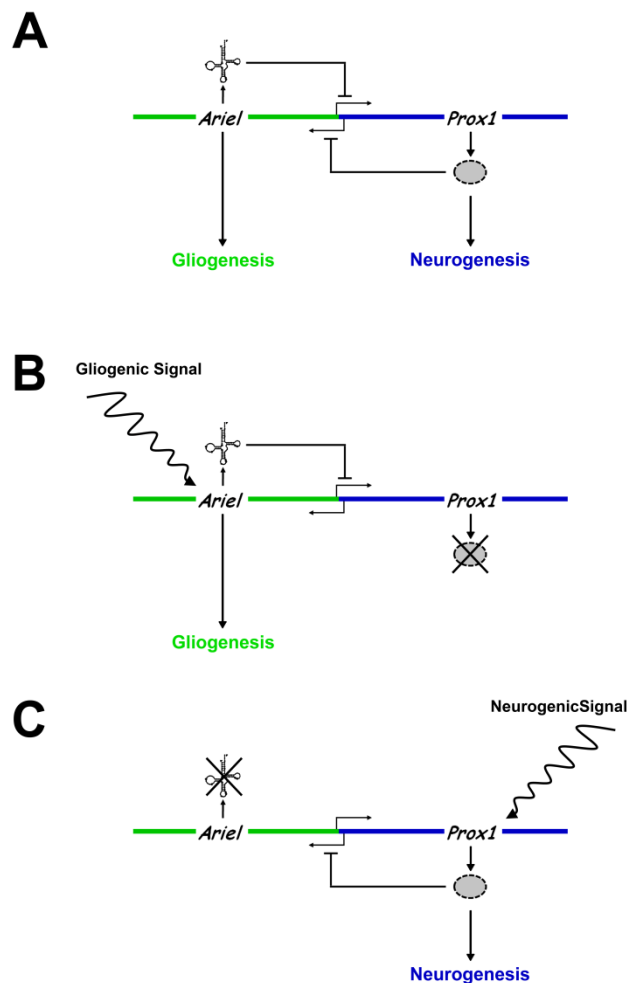 A
Ariel
Prox1
Gliogenesis
Neurogenesis
B
Gliogenic Signal
Ariel
Prox1
Gliogenesis
C
NeurogenicSignal
Ariel
Prox1
Neurogenesis